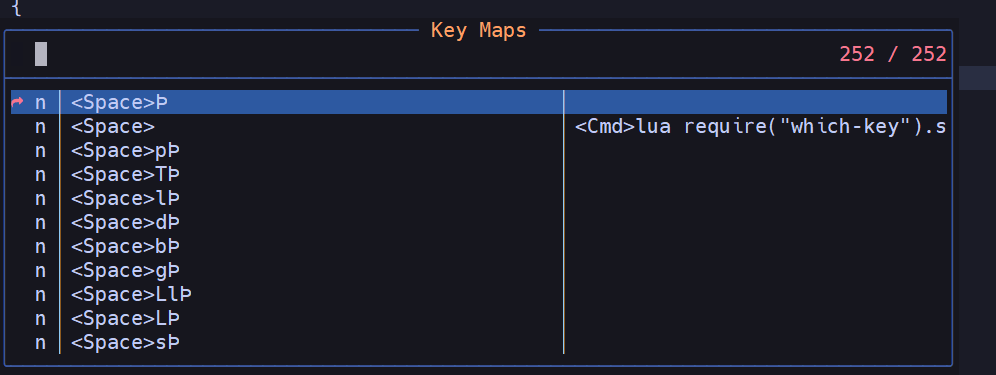 {
Key Maps
252 / 252
n <Space>Þ
n <Space> <Cmd>lua require("which-key").s
n <Space>pÞ
n <Space>TÞ
n <Space>lÞ
n <Space>dÞ
n <Space>bÞ
n <Space>gÞ
n <Space>LlÞ
n <Space>LÞ
n <Space>sÞ